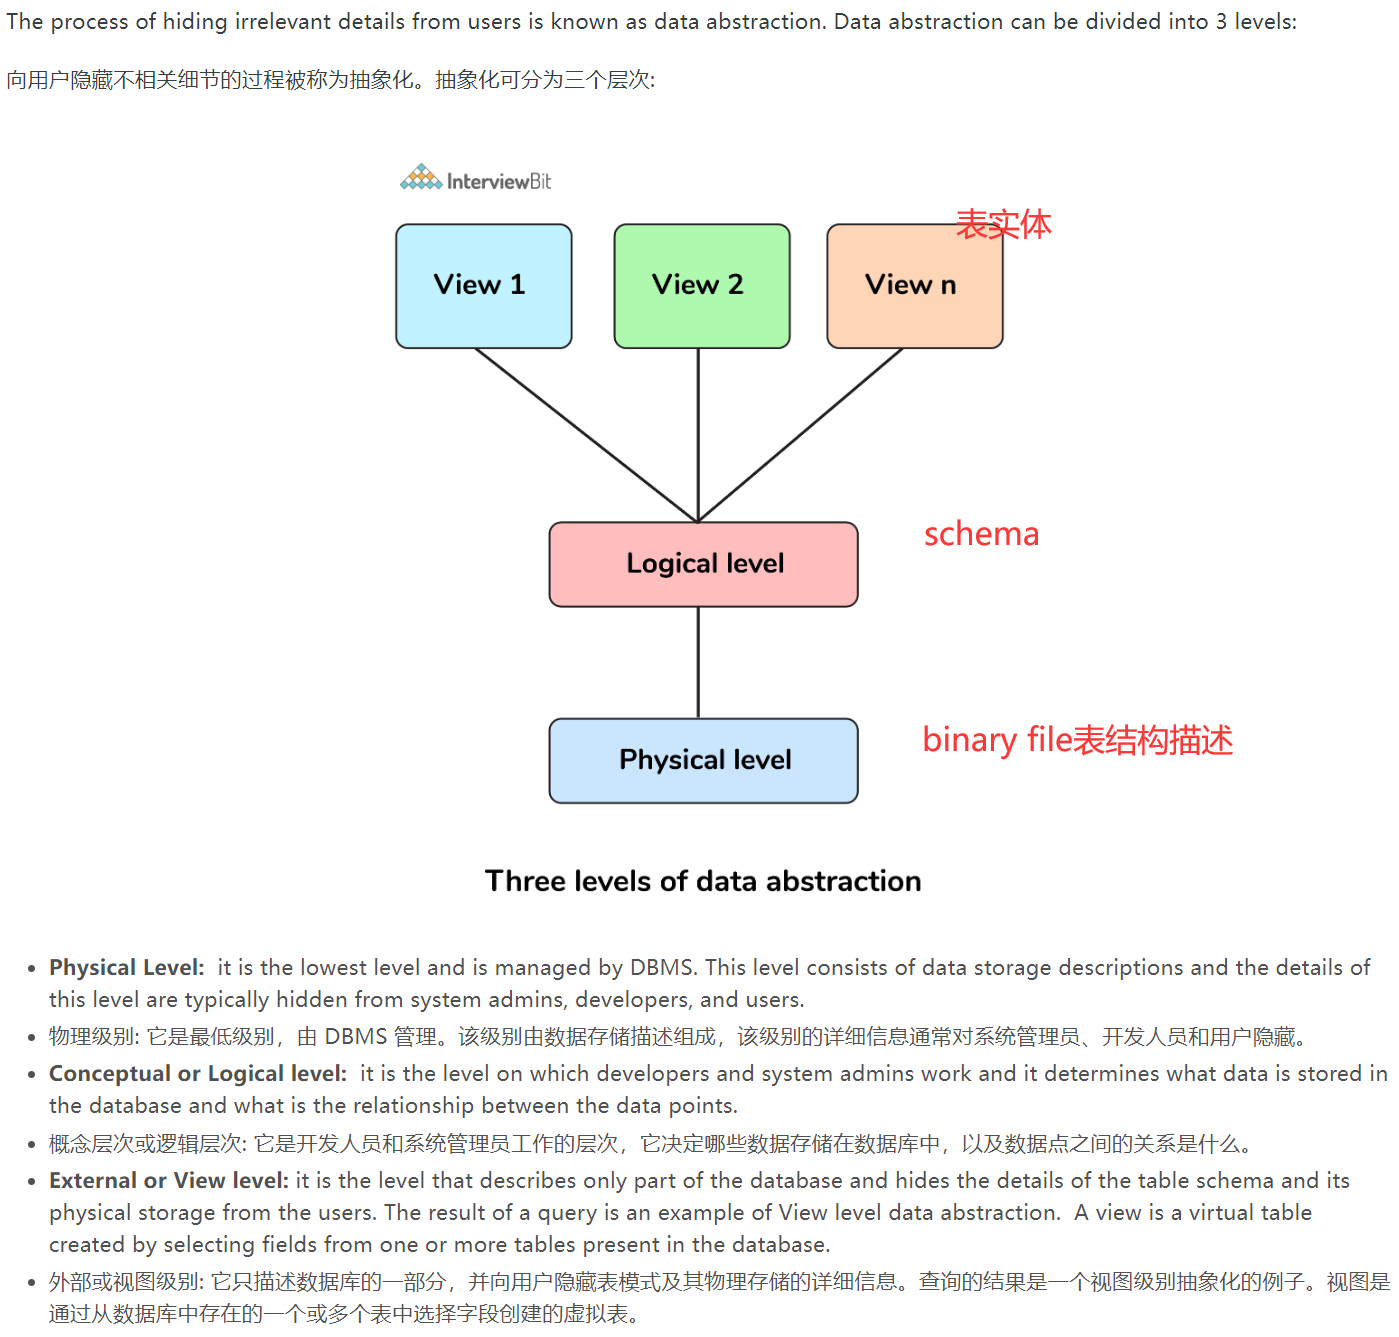 The process of hiding irrelevant details from users is known as data abstraction. Data abstraction can be divided into 3 levels:
向用户隐藏不相关细节的过程被称为抽象化。抽象化可分为三个层次:
InterviewBit
表实体
View 1
View 2
View n
schema
Logical level
binary file表结构描述
Physical level
Three levels of data abstraction
• Physical Level:  it is the lowest level and is managed by DBMS. This level consists of data storage descriptions and the details of
this level are typically hidden from system admins, developers, and users.
• 物理级别: 它是最低级别，由 DBMS 管理。该级别由数据存储描述组成，该级别的详细信息通常对系统管理员、开发人员和用户隐藏。
• Conceptual or Logical level:  it is the level on which developers and system admins work and it determines what data is stored in
the database and what is the relationship between the data points.
• 概念层次或逻辑层次: 它是开发人员和系统管理员工作的层次，它决定哪些数据存储在数据库中，以及数据点之间的关系是什么。
• External or View level: it is the level that describes only part of the database and hides the details of the table schema and its
physical storage from the users. The result of a query is an example of View level data abstraction.  A view is a virtual table
created by selecting fields from one or more tables present in the database.
• 外部或视图级别: 它只描述数据库的一部分，并向用户隐藏表模式及其物理存储的详细信息。查询的结果是一个视图级别抽象化的例子。视图是
通过从数据库中存在的一个或多个表中选择字段创建的虚拟表。